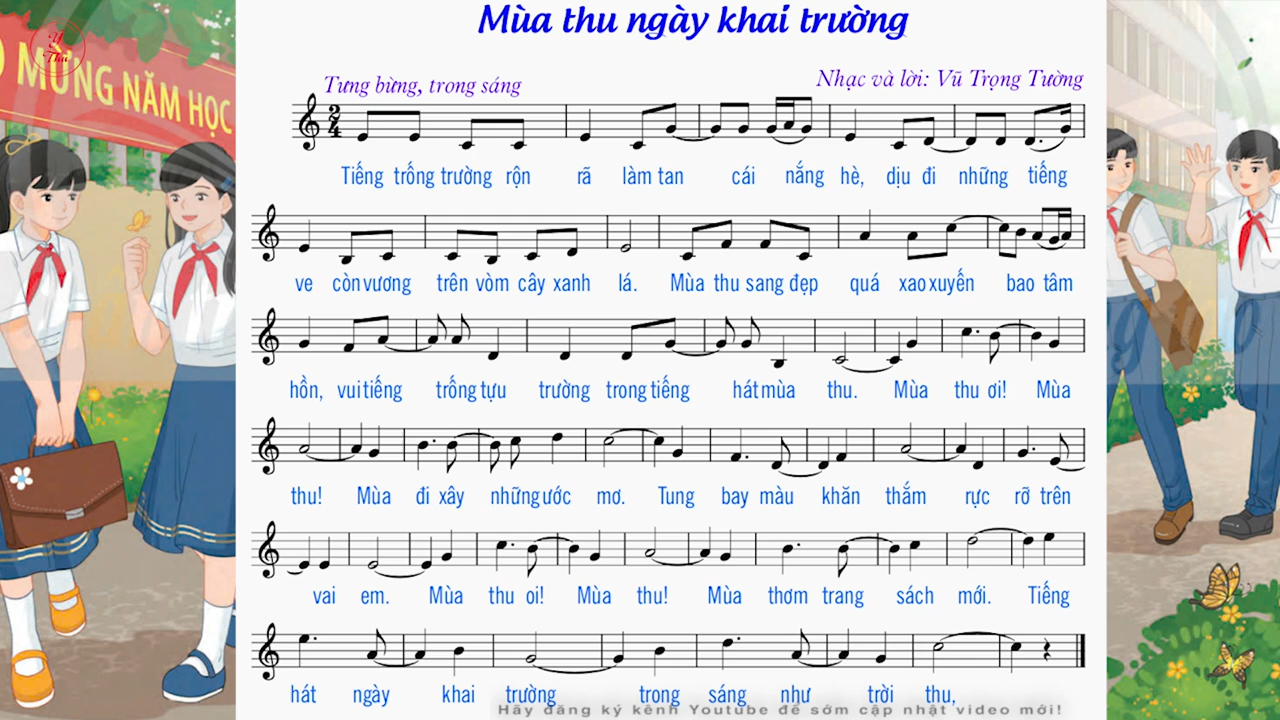 Mùa thu ngày khai trường
Ỷ Thu
MỪNG NĂM HỌC
Tưng bừng, trong sáng
Nhạc và lời: Vũ Trọng Tường
2
4
Tiếng trống trường rộn rã làm tan cái nắng hè, dịu đi những tiếng
ve còn vương trên vòm cây xanh lá. Mùa thu sang đẹp quá xao xuyến bao tâm
hồn, vui tiếng trống tựu trường trong tiếng hát mùa thu. Mùa thu ơi! Mùa
thu! Mùa đi xây những ước mơ. Tung bay màu khăn thắm rực rỡ trên
vai em. Mùa thu oi! Mùa thu! Mùa thơm trang sách mới. Tiếng
hát ngày khai trường trong sáng như trời thu,
Hãy đăng ký kênh Youtube để sớm cập nhật video mới!